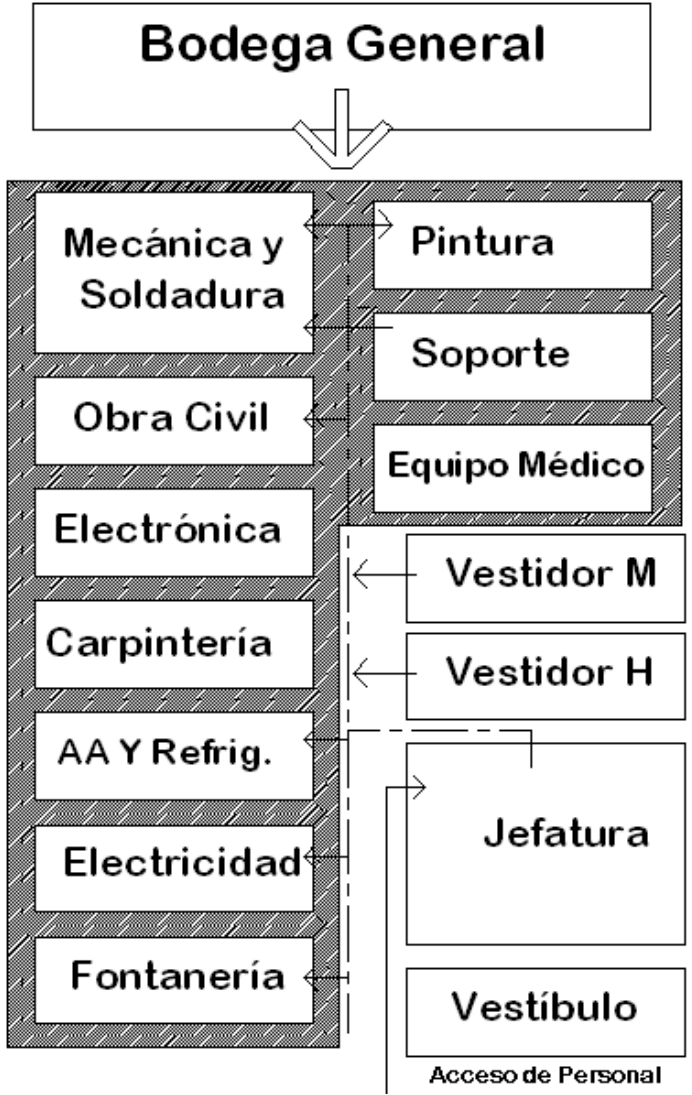 Bodega General
Mecánica y
Soldadura
Pintura
Soporte
Obra Civil
Equipo Médico
Electrónica
Vestidor M
Carpintería
Vestidor H
AA Y Refrig.
Jefatura
Electricidad
Fontanería
Vestíbulo
Acceso de Personal